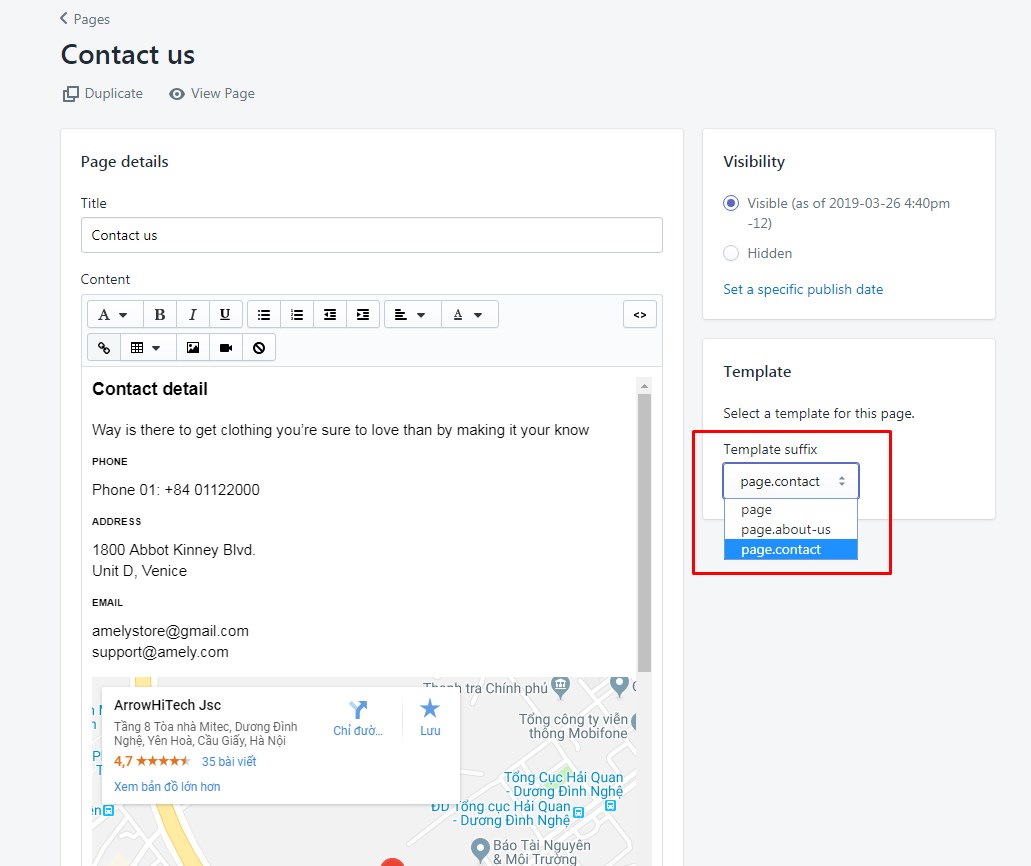 Pages
Contact us
Duplicate View Page
Page details
Title
Contact us
Content
A B I U A <>
Contact detail
Way is there to get clothing you’re sure to love than by making it your know
PHONE
Phone 01: +84 01122000
ADDRESS
1800 Abbot Kinney Blvd.
Unit D, Venice
EMAIL
amelystore@gmail.com
support@amely.com
ArrowHiTech Jsc
Tầng 8 Tòa nhà Mitec, Dương Đình
Nghệ, Yên Hoà, Cầu Giấy, Hà Nội
4,7 35 bài viết
Xem bản đồ lớn hơn
Chỉ đườ...
Lưu
Thanh tra Chính phủ
Tổng công ty viễn
thông Mobifone
Tổng Cục Hải Quan
- Dương Đình Nghệ
ĐD Tổng cục Hải Quan
- Dương Đình Nghệ
Báo Tài Nguyên
& Môi Trường
Visibility
Visible (as of 2019-03-26 4:40pm
-12)
Hidden
Set a specific publish date
Template
Select a template for this page.
Template suffix
page.contact
page
page.about-us
page.contact